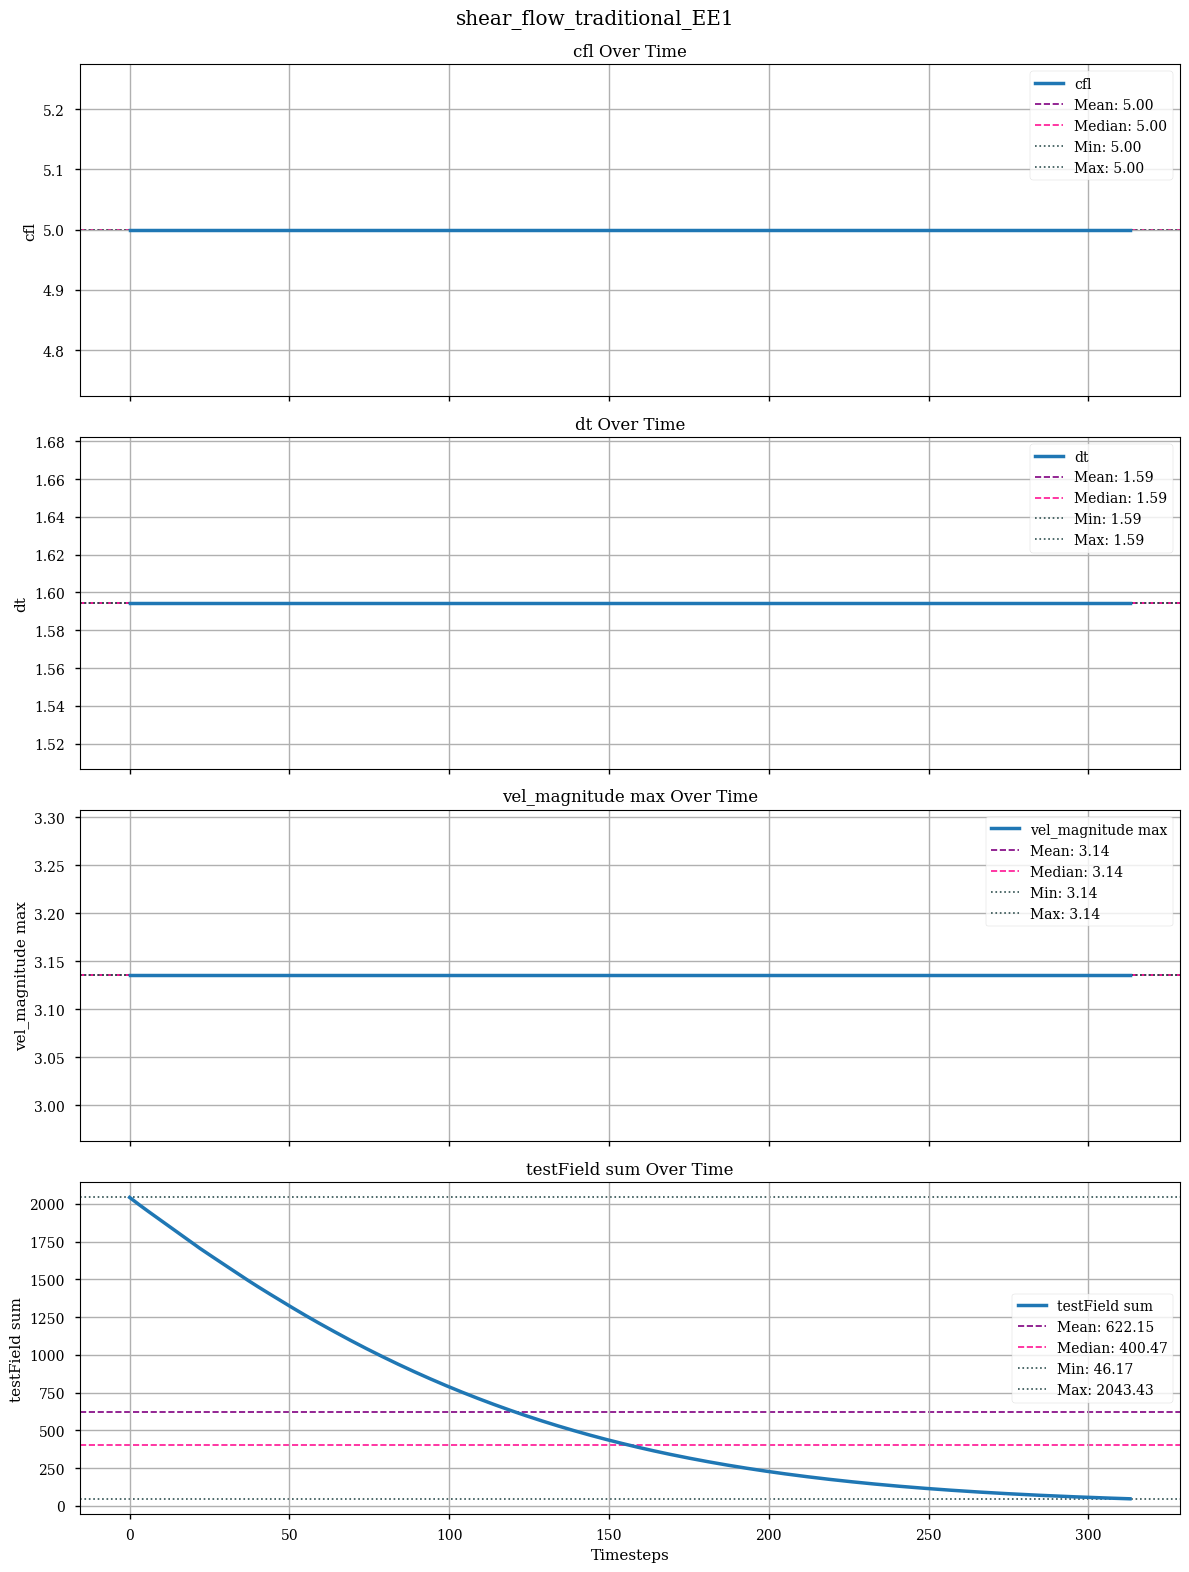 shear_flow_traditional_EE1
cfl Over Time
cfl
5.2
5.1
5.0
4.9
4.8
cfl
Mean: 5.00
Median: 5.00
Min: 5.00
Max: 5.00
dt Over Time
dt
1.68
1.66
1.64
1.62
1.60
1.58
1.56
1.54
1.52
dt
Mean: 1.59
Median: 1.59
Min: 1.59
Max: 1.59
vel_magnitude max Over Time
vel_magnitude max
3.30
3.25
3.20
3.15
3.10
3.05
3.00
vel_magnitude max
Mean: 3.14
Median: 3.14
Min: 3.14
Max: 3.14
testField sum Over Time
testField sum
2000
1750
1500
1250
1000
750
500
250
0
testField sum
Mean: 622.15
Median: 400.47
Min: 46.17
Max: 2043.43
0 50 100 150 200 250 300
Timesteps